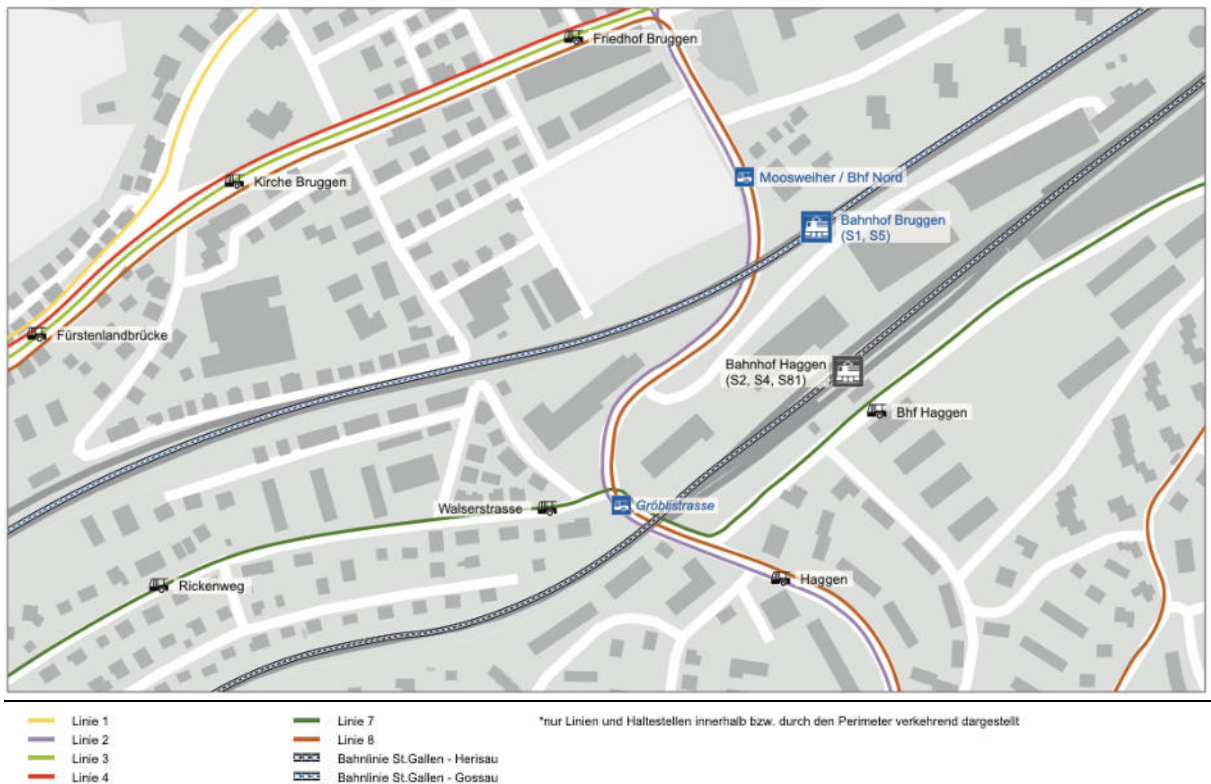 Friedhof Bruggen
Kirche Bruggen
Moosweiher / Bhf Nord
Bahnhof Bruggen
(S1, S5)
Fürstenlandbrücke
Bahnhof Haggen
(S2, S4, S81)
Bhf Haggen
Walserstrasse
Gröblistrasse
Rickenweg
Haggen
Linie 1
Linie 2
Linie 3
Linie 4
Linie 7
Linie 8
Bahnlinie St.Gallen - Herisau
Bahnlinie St.Gallen - Gossau
*nur Linien und Haltestellen innerhalb bzw. durch den Perimeter verkehrend dargestellt